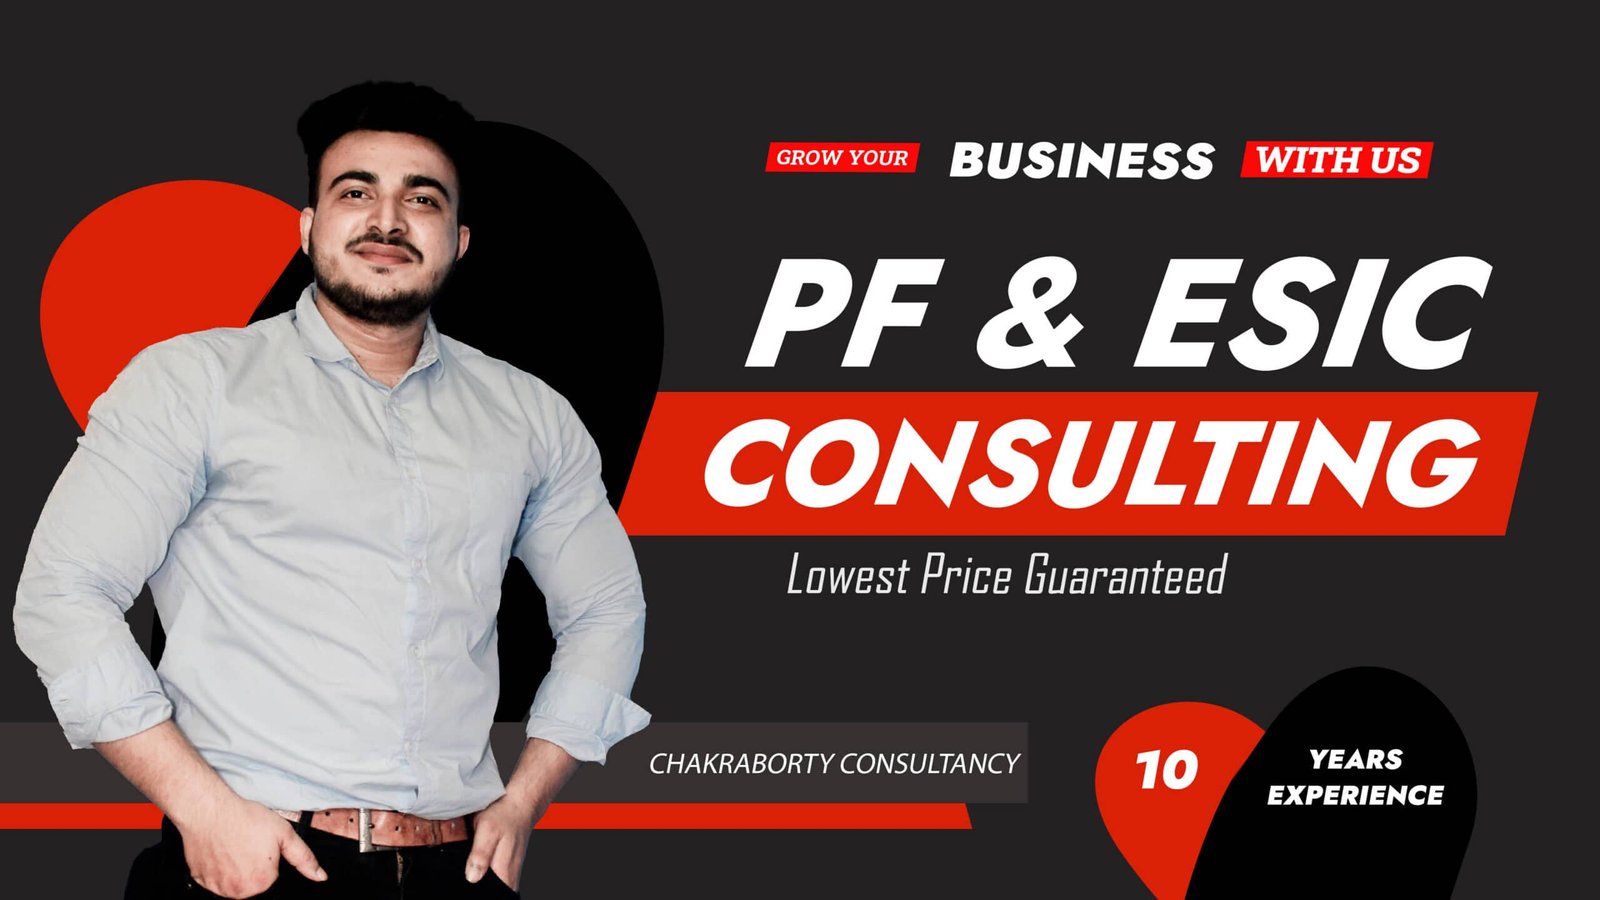 GROW YOUR BUSINESS WITH US
PF & ESIC
CONSULTING
Lowest Price Guaranteed
CHAKRABORTY CONSULTANCY
10
YEARS
EXPERIENCE